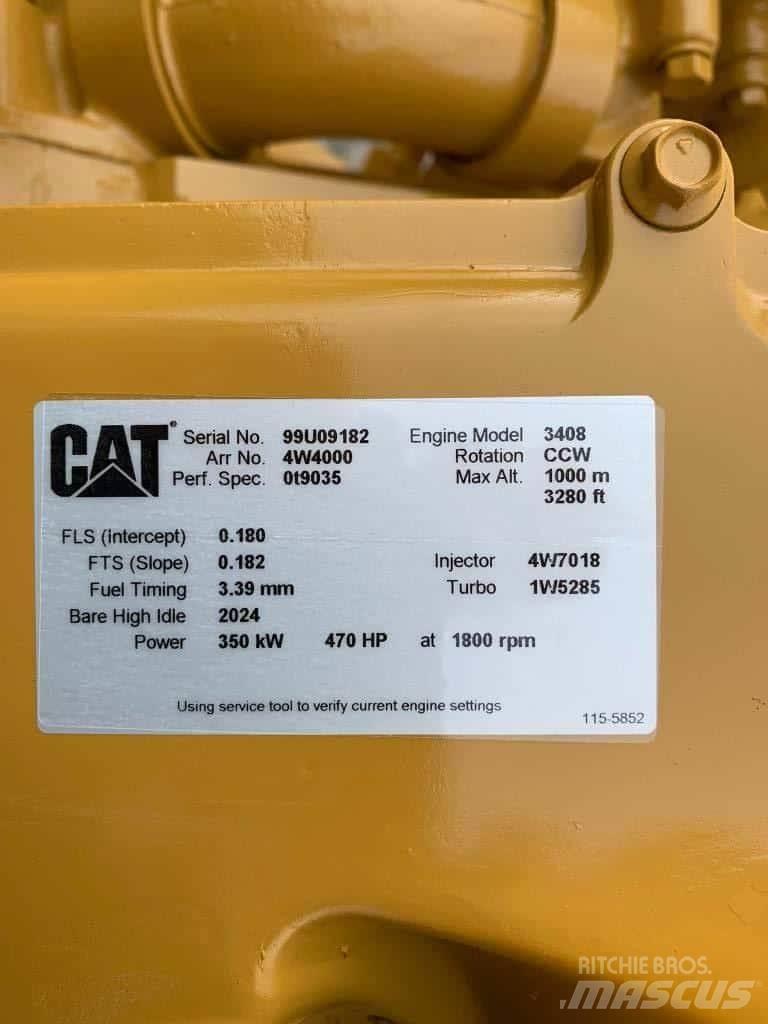 CAT® Serial No. 99U09182 Engine Model 3408
Arr No. 4W4000 Rotation CCW
Perf. Spec. 0t9035 Max Alt. 1000 m
3280 ft
FLS (intercept) 0.180
FTS (Slope) 0.182 Injector 4W7018
Fuel Timing 3.39 mm Turbo 1W5285
Bare High Idle 2024
Power 350 kW 470 HP at 1800 rpm
Using service tool to verify current engine settings
115-5852
RITCHIE BROS.
MASCUS